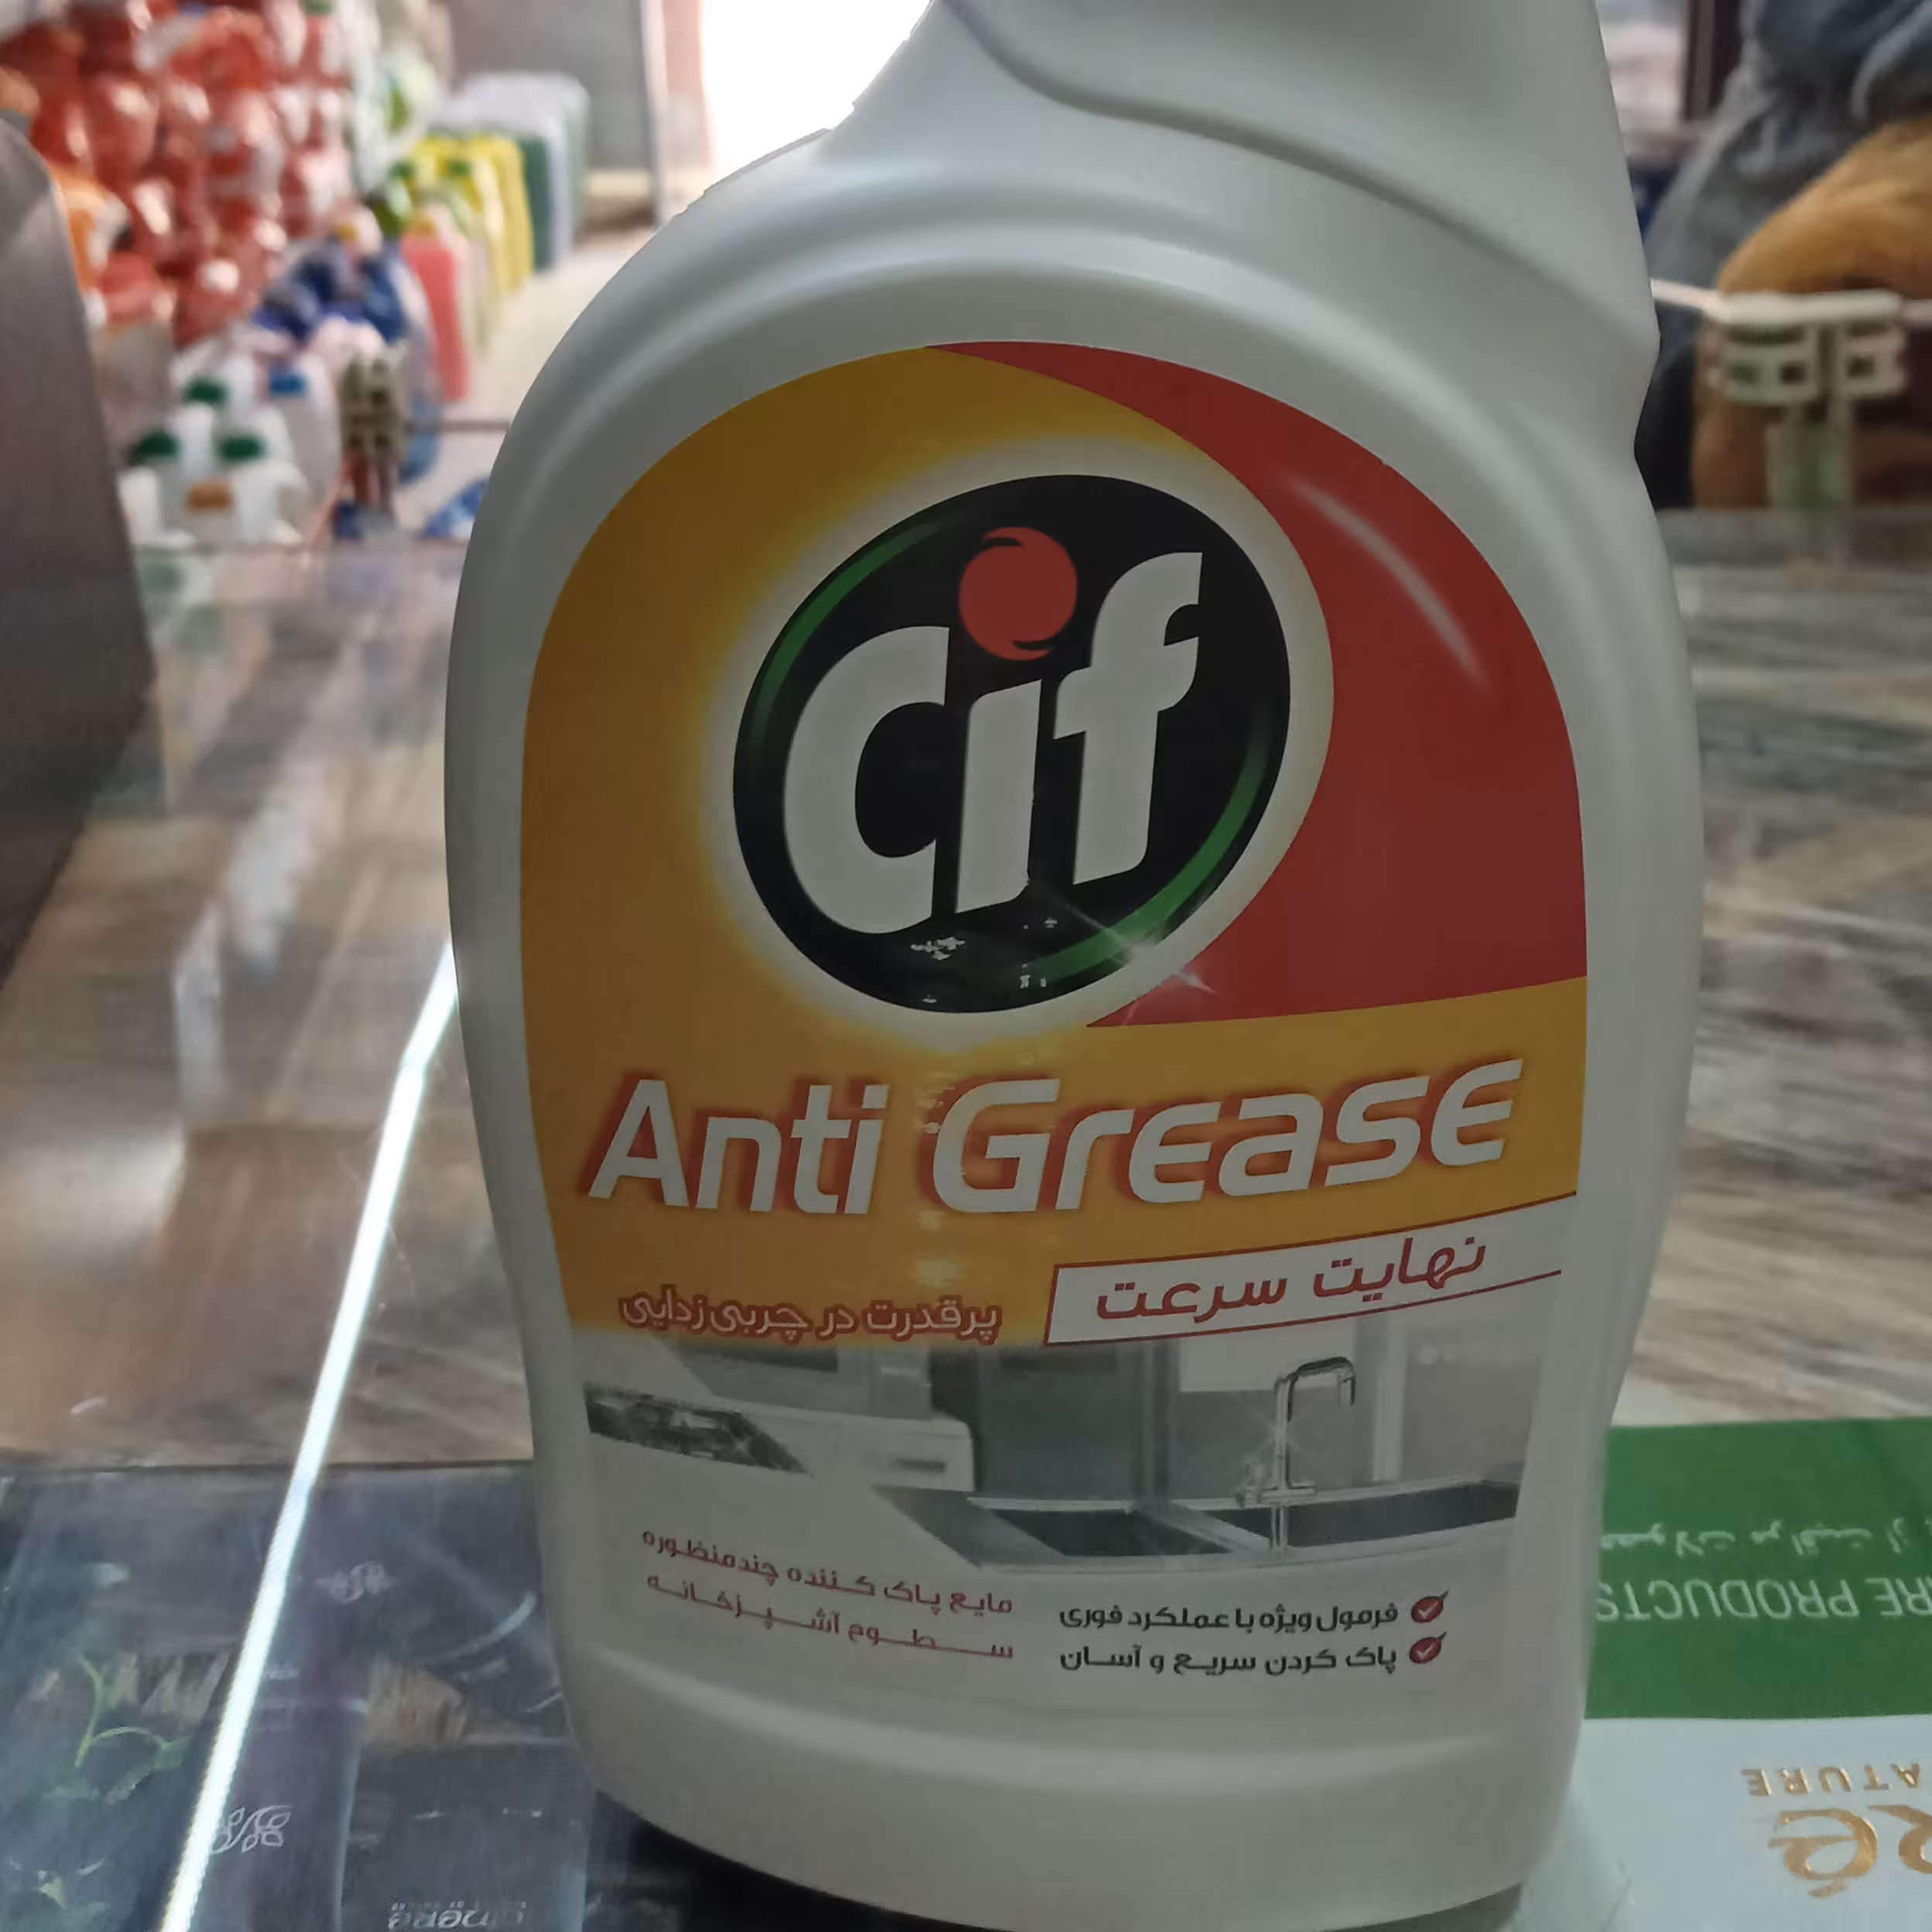 cif
Anti Grease
نهایت سرعت
پرقدرت در چربی‌زدایی
مایع پاک کننده چندمنظوره
سطوح آشپزخانه
فرمول ویژه با عملکرد فوری
پاک کردن سریع و آسان
PRODUCTS